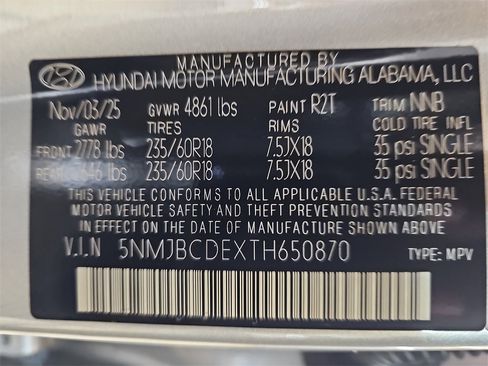 MANUFACTURED BY
HYUNDAI MOTOR MANUFACTURING ALABAMA, LLC
Nov/03/25 GVWR 4861 lbs PAINT R2T TRIM NNB
GAWR TIRES RIMS COLD TIRE INFL
FRONT 2778 lbs 235/60R18 7.5JX18 35 psi SINGLE
REAR 2646 lbs 235/60R18 7.5JX18 35 psi SINGLE
THIS VEHICLE CONFORMS TO ALL APPLICABLE U.S.A. FEDERAL
MOTOR VEHICLE SAFETY AND THEFT PREVENTION
STANDARDS IN EFFECT ON THE DATE OF MANUFACTURE SHOWN ABOVE
V.I.N 5NMJBCDEXTH650870 TYPE: MPV